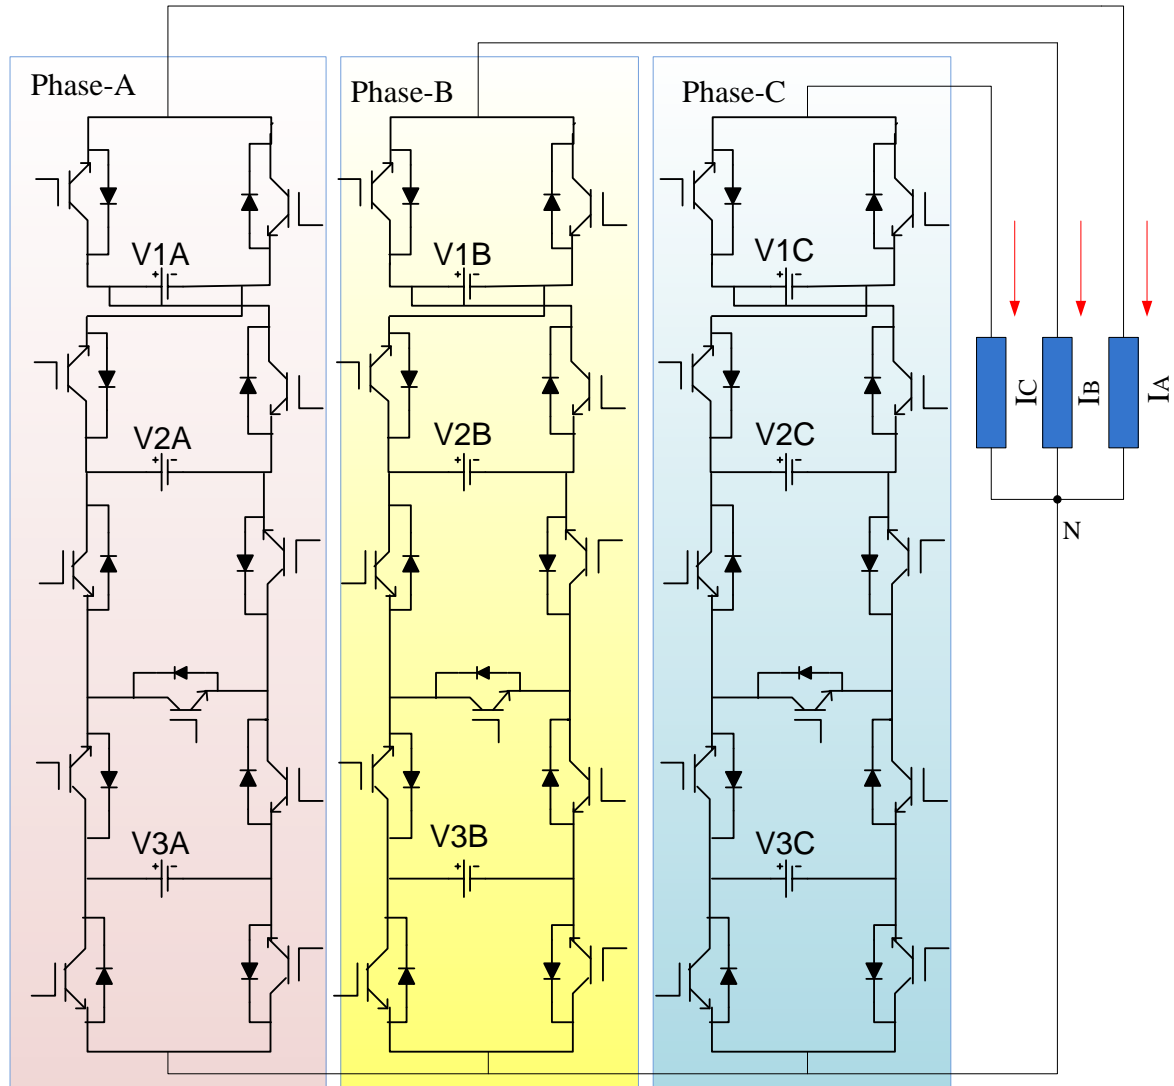 Phase-A
Phase-B
Phase-C
V1A
V1B
V1C
+ -
+ -
+ -
V2A
V2B
V2C
+ -
+ -
+ -
IC
IB
IA
N
V3A
V3B
V3C
+ -
+ -
+ -